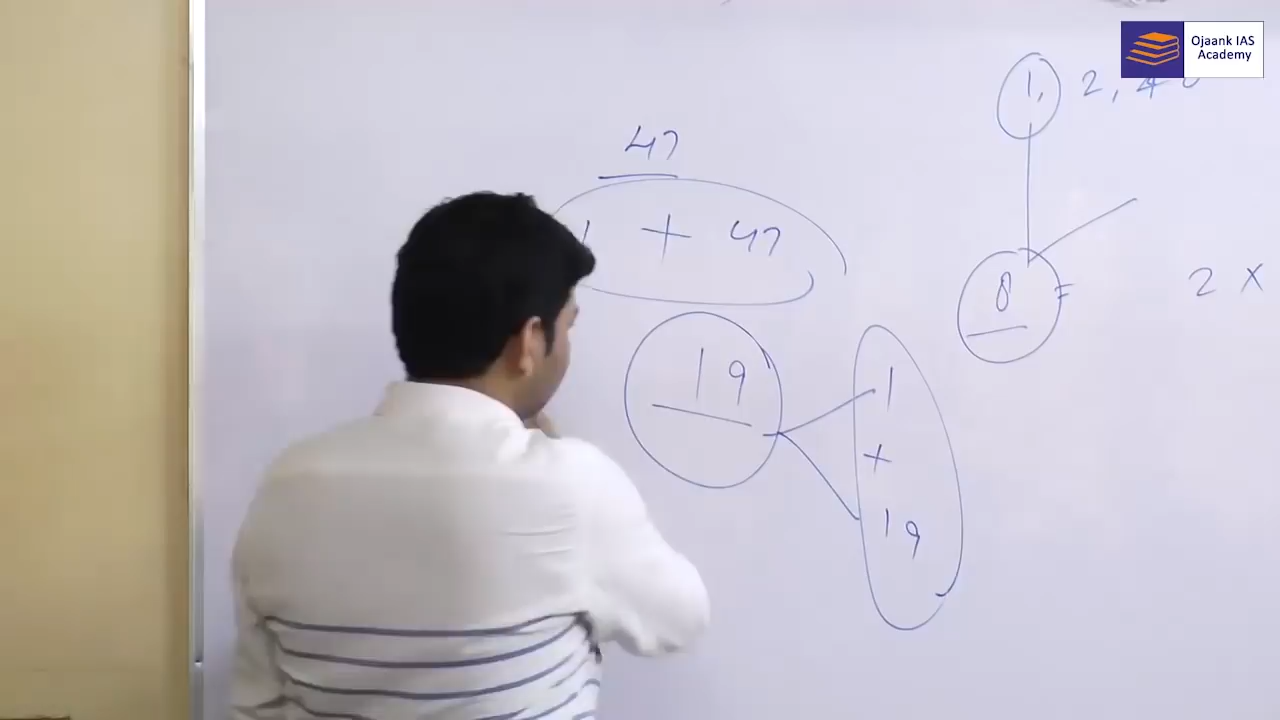 Ojaank IAS
Academy
1, 2, 4
47
1 + 47
8 = 2 x
19
1
+
19